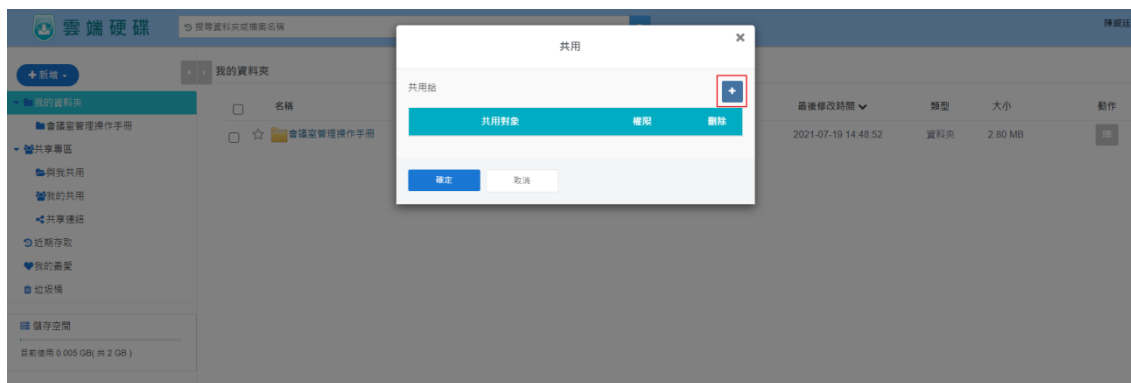 雲端硬碟
搜尋資料夾或檔案名稱
共用
×
共用給
+
共用對象 權限 刪除
確定 取消
+新增
我的資料夾
會議室管理操作手冊
共享專區
與我共用
我的共用
共享連結
近期存取
我的最愛
垃圾桶
儲存空間
目前使用 0.005 GB( 共 2 GB )
我的資料夾
名稱 最後修改時間 類型 大小 動作
會議室管理操作手冊 2021-07-19 14:48:52 資料夾 2.80 MB